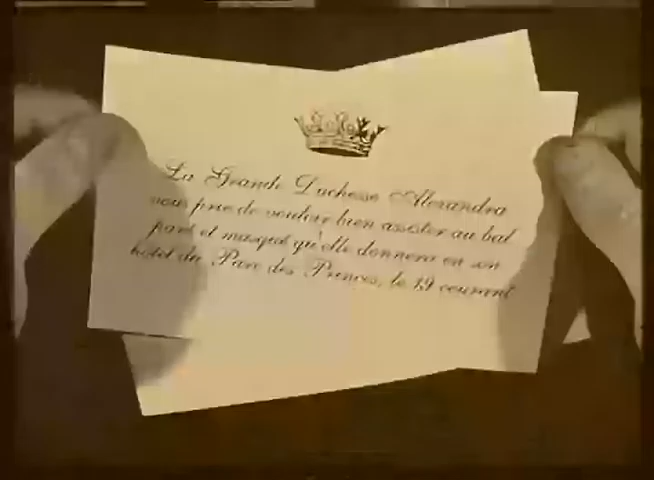 La Grande Duchesse Alexandra
vous prie de vouloir bien assister au bal
paré et masqué qu'elle donnera en son
hôtel du Parc des Princes, le 19 courant